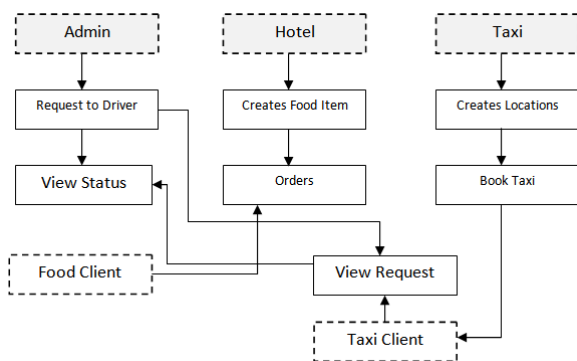 Admin
Hotel
Taxi
Request to Driver
Creates Food Item
Creates Locations
View Status
Orders
Book Taxi
Food Client
View Request
Taxi Client